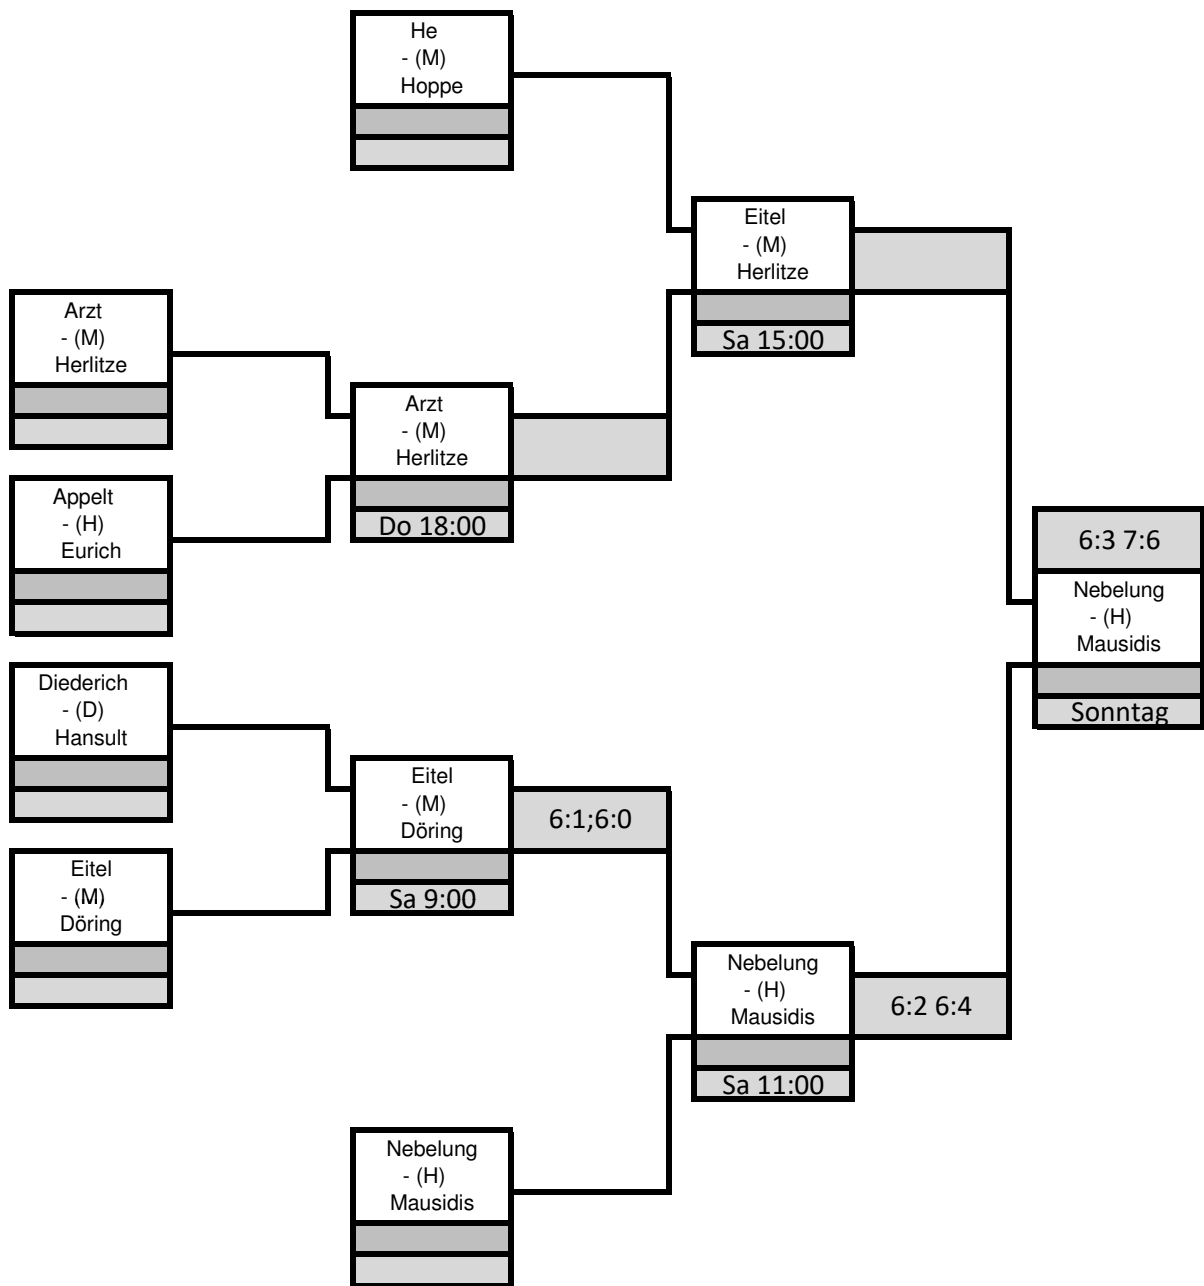 He
- (M)
Hoppe
Eitel
- (M)
Herlitze
Sa 15:00
Arzt
- (M)
Herlitze
Arzt
- (M)
Herlitze
Do 18:00
Appelt
- (H)
Eurich
6:3 7:6
Nebelung
- (H)
Mausidis
Sonntag
Diederich
- (D)
Hansult
Eitel
- (M)
Döring
Sa 9:00
6:1;6:0
Eitel
- (M)
Döring
Nebelung
- (H)
Mausidis
Sa 11:00
6:2 6:4
Nebelung
- (H)
Mausidis